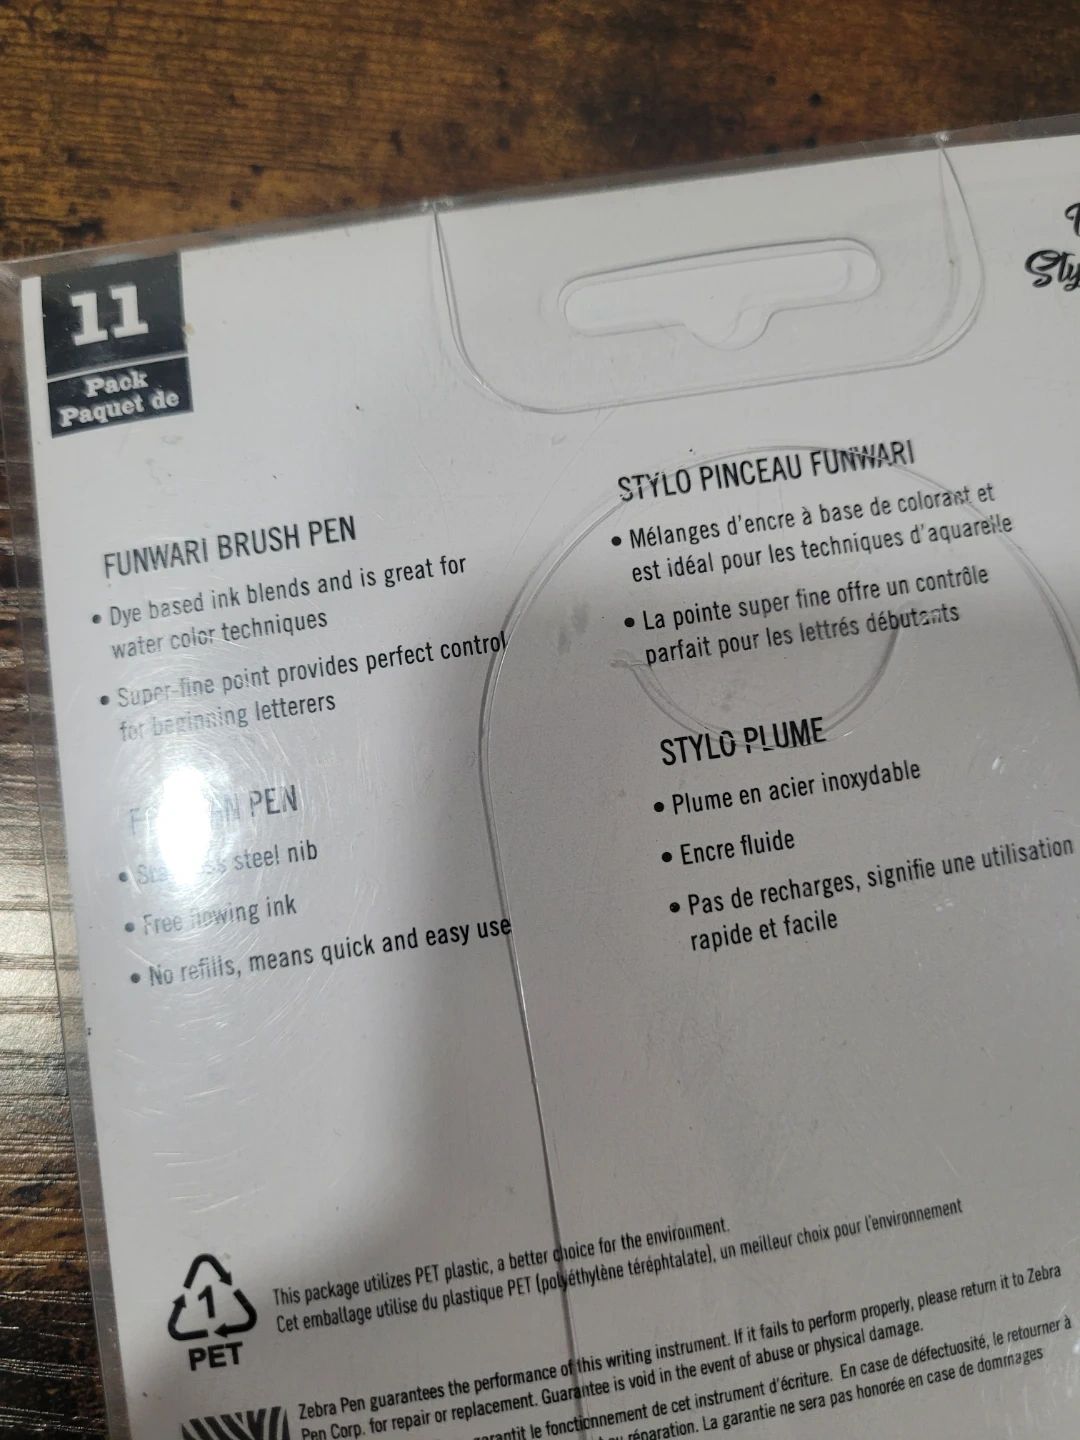 11
Pack
Paquet de
Sty
FUNWARI BRUSH PEN
• Dye based ink blends and is great for
water color techniques
• Super-fine point provides perfect control
for beginning letterers
PEN
• Stainless steel nib
• Free flowing ink
• No refills, means quick and easy use
STYLO PINCEAU FUNWARI
• Mélanges d'encre à base de colorant et
est idéal pour les techniques d'aquarelle
• La pointe super fine offre un contrôle
parfait pour les lettrés débutants
STYLO PLUME
• Plume en acier inoxydable
• Encre fluide
• Pas de recharges, signifie une utilisation
rapide et facile
1
PET
This package utilizes PET plastic, a better choice for the environment.
Cet emballage utilise du plastique PET (polyéthylène téréphtalate), un meilleur choix pour l'environnement
Zebra Pen guarantees the performance of this writing instrument. If it fails to perform properly, please return it to Zebra
Pen Corp. for repair or replacement. Guarantee is void in the event of abuse or physical damage.
garantit le fonctionnement de cet instrument d'écriture. En case de défectuosité, le retourner à
réparation. La garantie ne sera pas honorée en case de dommages